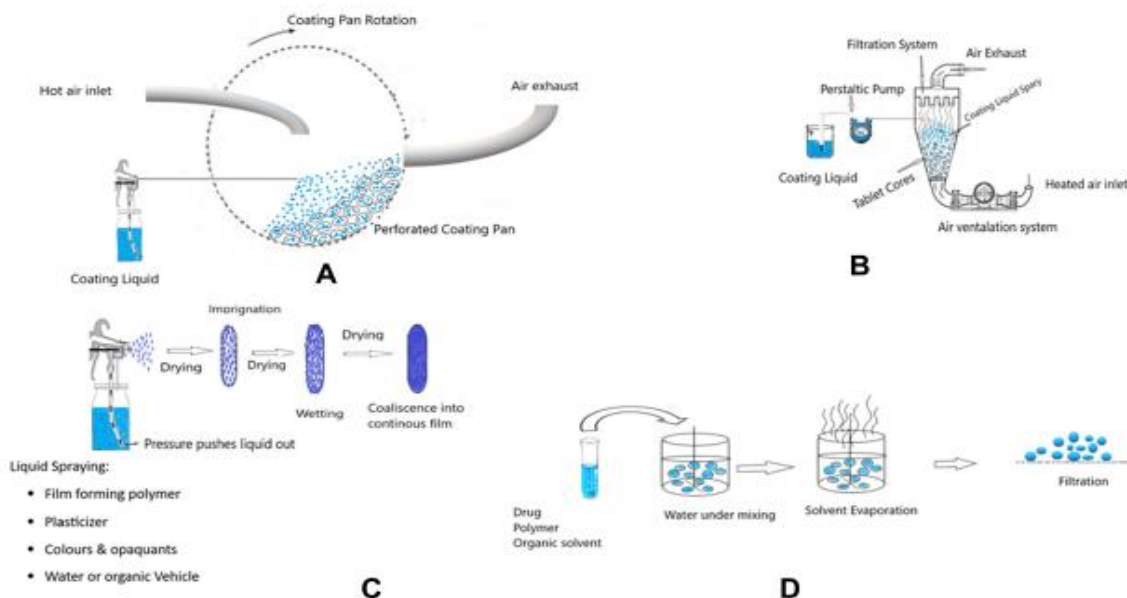 Coating Pan Rotation
Hot air inlet
Air exhaust
Perforated Coating Pan
Coating Liquid
A
Filtration System
Air Exhaust
Perstaltic Pump
Coating Liquid Spary
Coating Liquid
Tablet Cores
Heated air inlet
Air ventalation system
B
Imorignation
Drying
Drying
Drying
Wetting
Coaliscence into
continous film
Pressure pushes liquid out
Liquid Spraying:
• Film forming polymer
• Plasticizer
• Colours & opaquants
• Water or organic Vehicle
C
Drug
Polymer
Organic solvent
Water under mixing
Solvent Evaporation
Filtration
D